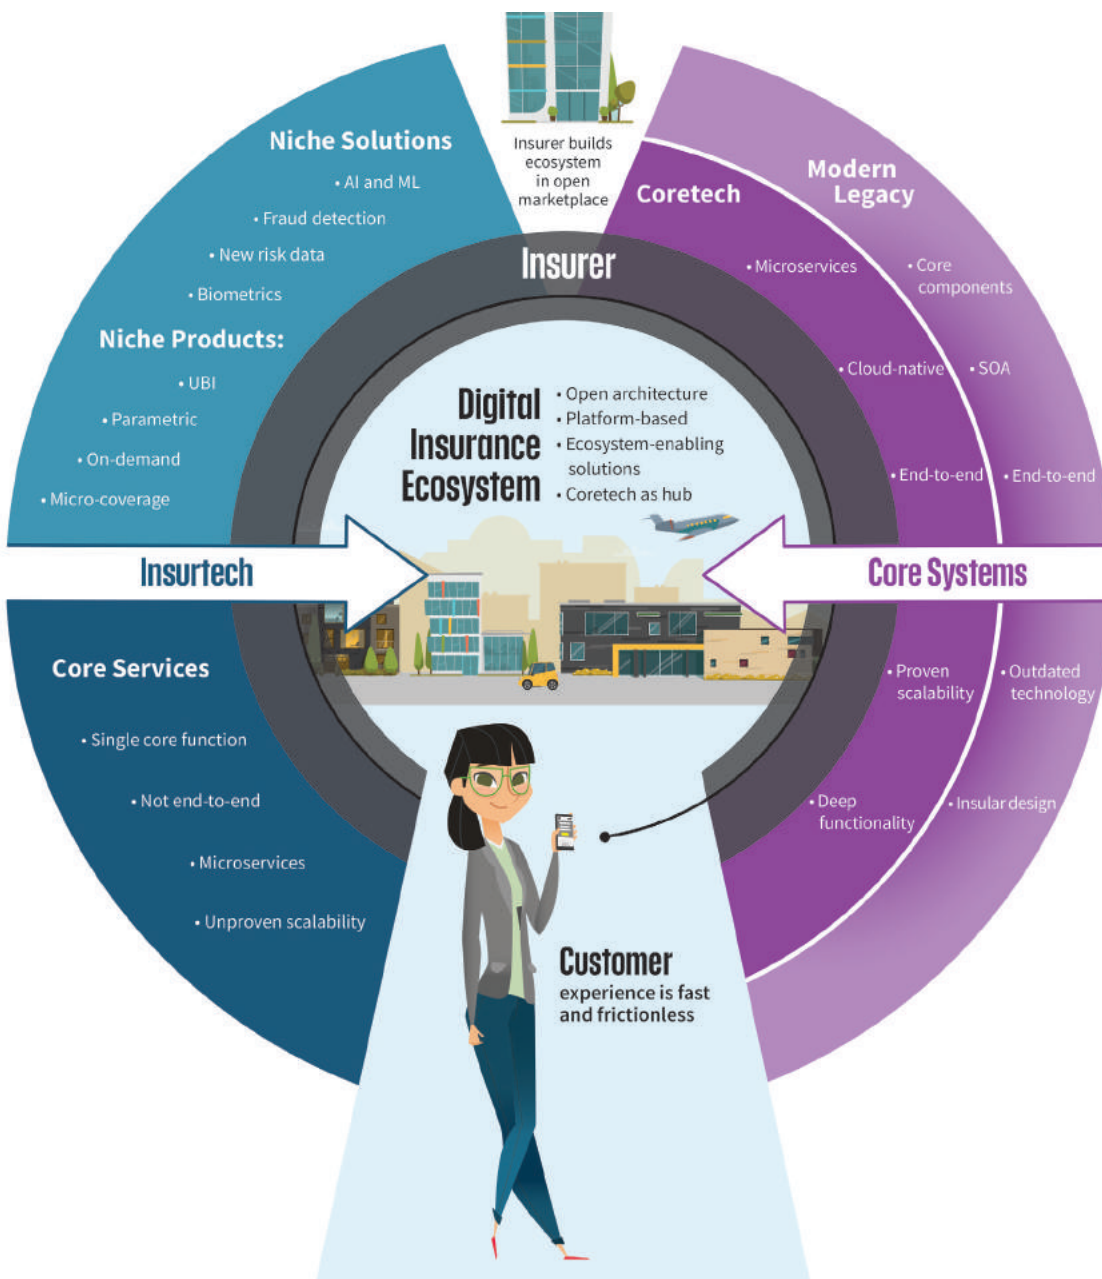 Insurer builds
ecosystem
in open
marketplace
Niche Solutions
• AI and ML
• Fraud detection
• New risk data
• Biometrics
Niche Products:
• UBI
• Parametric
• On-demand
• Micro-coverage
Insurer
Coretech
• Microservices
• Cloud-native
• End-to-end
Modern
Legacy
• Core
components
• SOA
• End-to-end
Digital
Insurance
Ecosystem
• Open architecture
• Platform-based
• Ecosystem-enabling
solutions
• Coretech as hub
Insurtech
Core Systems
Core Services
• Single core function
• Not end-to-end
• Microservices
• Unproven scalability
• Proven
scalability
• Deep
functionality
• Outdated
technology
• Insular design
Customer
experience is fast
and frictionless